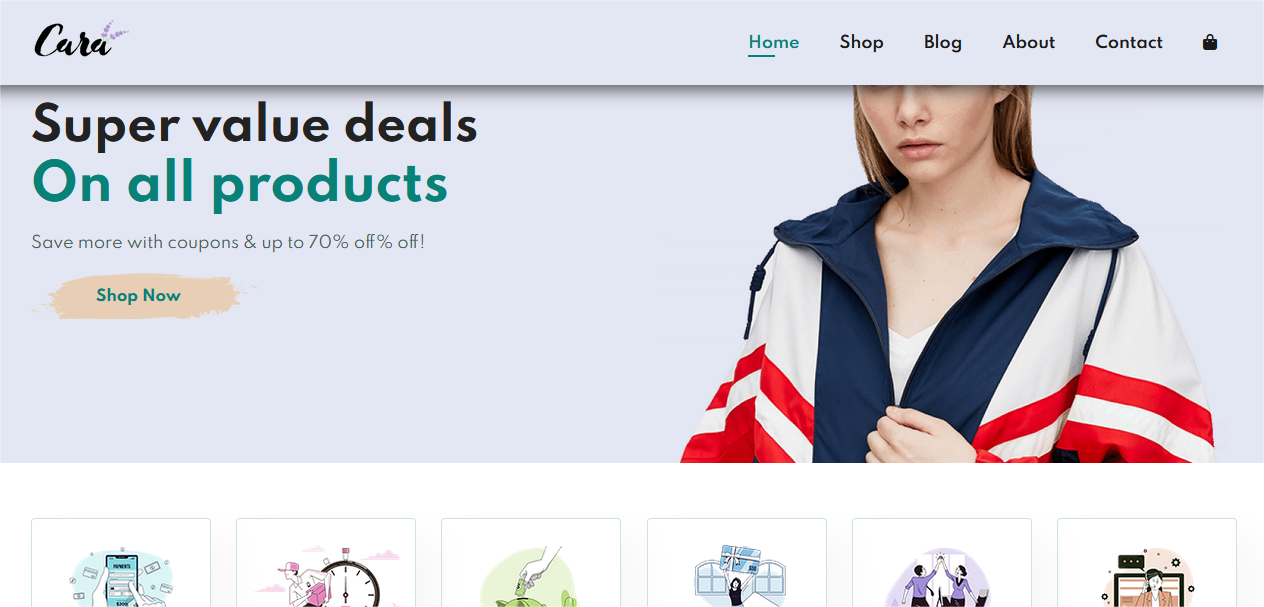 Cara
Home Shop Blog About Contact
Super value deals
On all products
Save more with coupons & up to 70% off% off!
Shop Now
PAYMENTS
$200